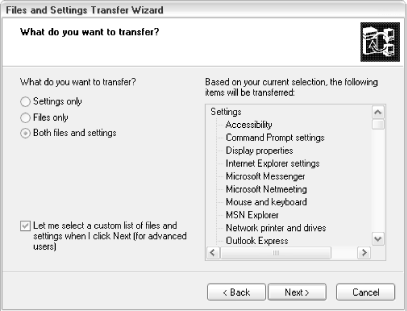 Files and Settings Transfer Wizard
What do you want to transfer?
What do you want to transfer?
Settings only
Files only
Both files and settings
Let me select a custom list of files and
settings when I click Next (for advanced
users)
Based on your current selection, the following
items will be transferred:
Settings
Accessibility
Command Prompt settings
Display properties
Internet Explorer settings
Microsoft Messenger
Microsoft Netmeeting
Mouse and keyboard
MSN Explorer
Network printer and drives
Outlook Express
< Back
Next >
Cancel